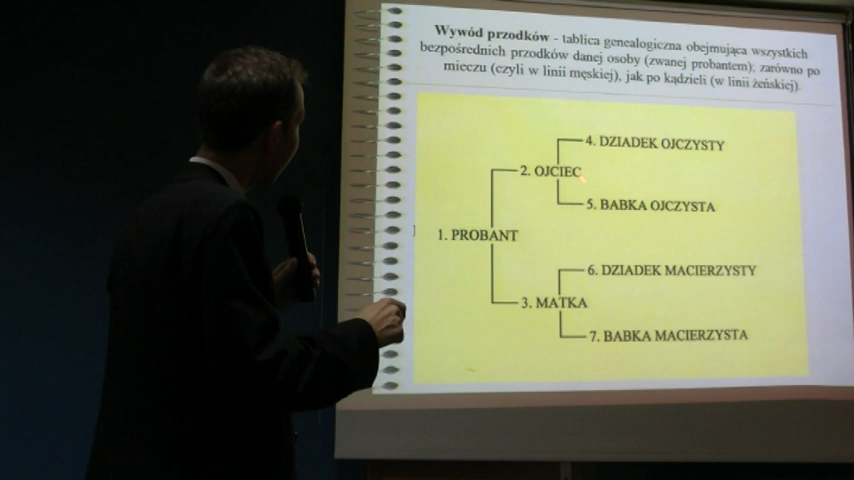 Wywód przodków - tablica genealogiczna obejmująca wszystkich
bezpośrednich przodków danej osoby (zwanej probantem); zarówno po
mieczu (czyli w linii męskiej), jak po kądzieli (w linii żeńskiej).
4. DZIADEK OJCZYSTY
2. OJCIEC
5. BABKA OJCZYSTA
1. PROBANT
6. DZIADEK MACIERZYSTY
3. MATKA
7. BABKA MACIERZYSTA